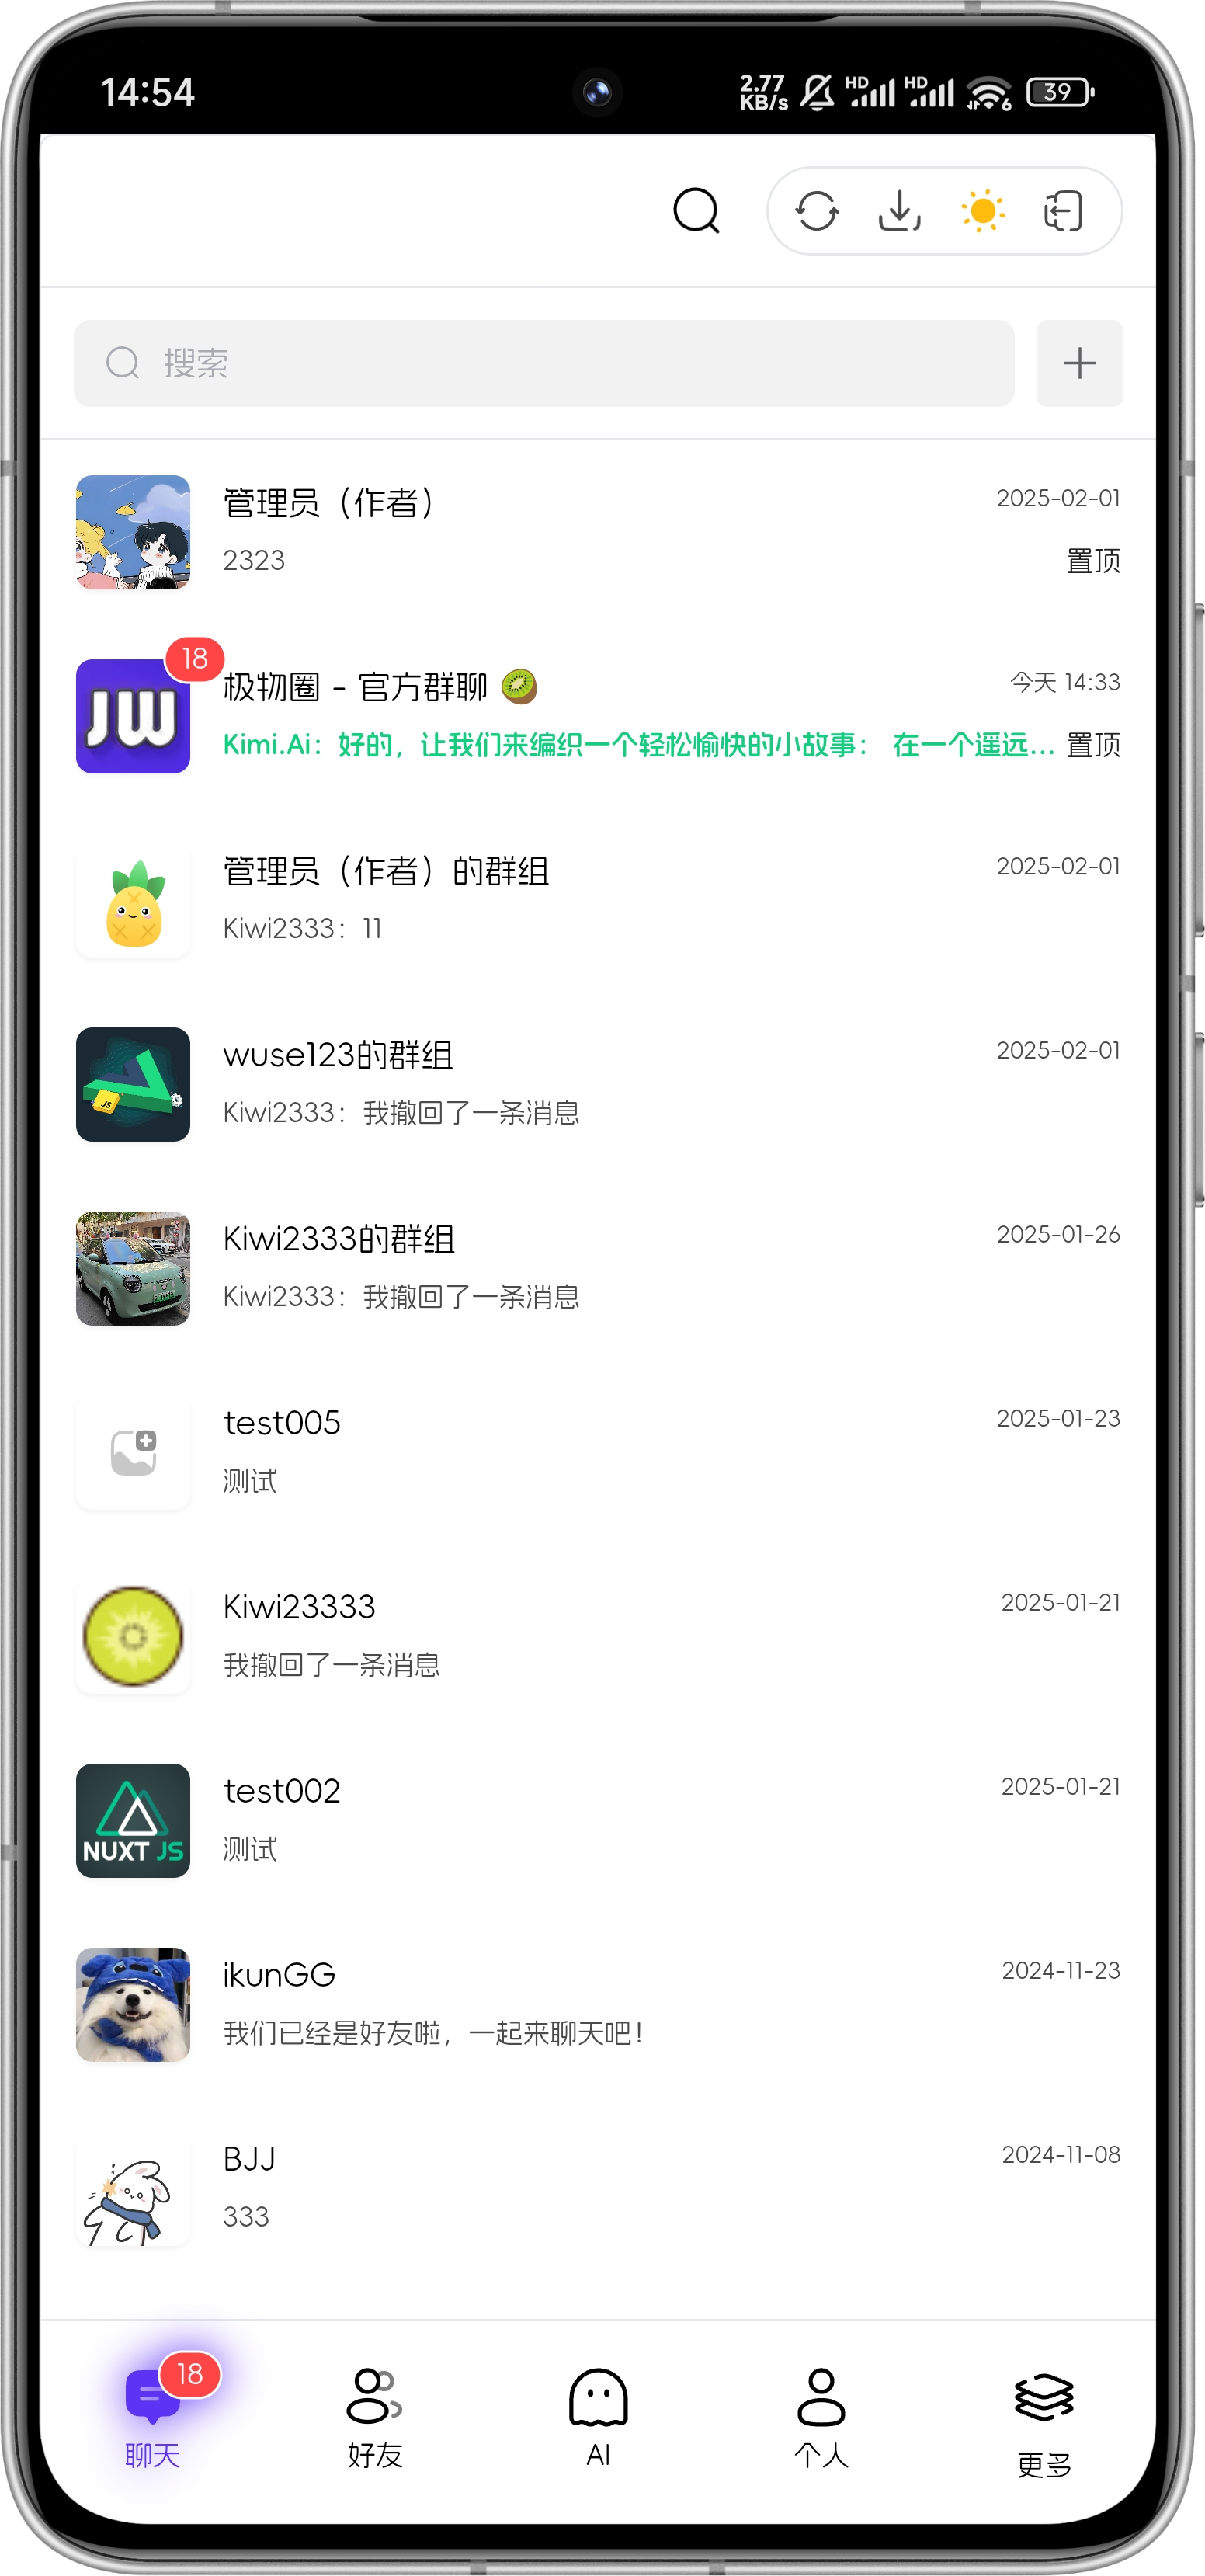 14:54
2.77
KB/s
HD
HD
6
39
搜索
管理员（作者）
2025-02-01
2323
置顶
18
JW
极物圈 - 官方群聊 🥝
今天 14:33
Kimi.Ai：好的，让我们来编织一个轻松愉快的小故事： 在一个遥远...
置顶
管理员（作者）的群组
2025-02-01
Kiwi2333：11
wuse123的群组
2025-02-01
JS
Kiwi2333：我撤回了一条消息
Kiwi2333的群组
2025-01-26
Kiwi2333：我撤回了一条消息
test005
2025-01-23
测试
Kiwi23333
2025-01-21
我撤回了一条消息
test002
2025-01-21
NUXT JS
测试
ikunGG
2024-11-23
我们已经是好友啦，一起来聊天吧！
BJJ
2024-11-08
333
18
聊天
好友
AI
个人
更多